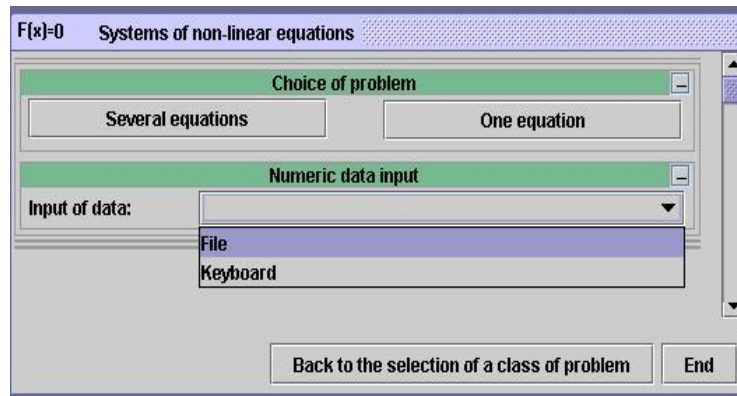 F(x)=0 Systems of non-linear equations
Choice of problem
Several equations One equation
Numeric data input
Input of data:
File
Keyboard
Back to the selection of a class of problem End